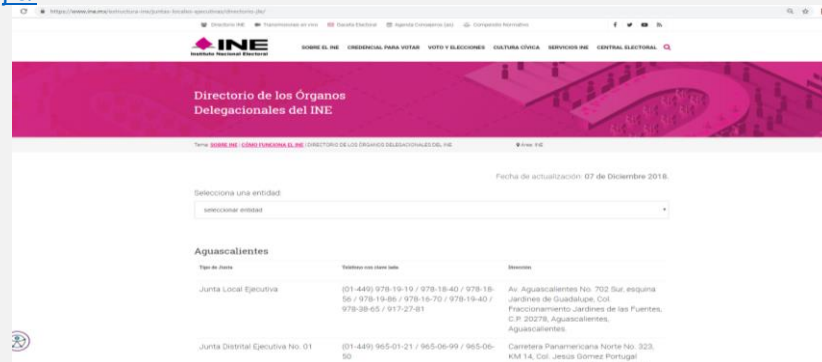 https://www.ine.mx/estructura-ine/juntas-locales-ejecutivas/directorio-jle/
Directorio INE Transmisiones en vivo Escuela Electoral Agenda Consejeros (as) Compendio Normativo
INE
Instituto Nacional Electoral
SOBRE EL INE CREDENCIAL PARA VOTAR VOTO Y ELECCIONES CULTURA CÍVICA SERVICIOS INE CENTRAL ELECTORAL
Directorio de los Órganos
Delegacionales del INE
Tema: SOBRE INE | CÓMO FUNCIONA EL INE | DIRECTORIO DE LOS ÓRGANOS DELEGACIONALES DEL INE Área: INE
Fecha de actualización: 07 de Diciembre 2018.
Selecciona una entidad:
seleccionar entidad
Aguascalientes
Tipo de Junta Teléfono con clave lada Dirección
Junta Local Ejecutiva (01-449) 978-19-19 / 978-18-40 / 978-18- Av. Aguascalientes No. 702 Sur, esquina
56 / 978-19-86 / 978-16-70 / 978-19-40 / Jardines de Guadalupe, Col.
978-38-65 / 917-27-81 Fraccionamiento Jardines de las Fuentes,
C.P. 20278, Aguascalientes,
Aguascalientes.
Junta Distrital Ejecutiva No. 01 (01-449) 965-01-21 / 965-06-99 / 965-06- Carretera Panamericana Norte No. 323,
50 KM 14, Col. Jesús Gómez Portugal